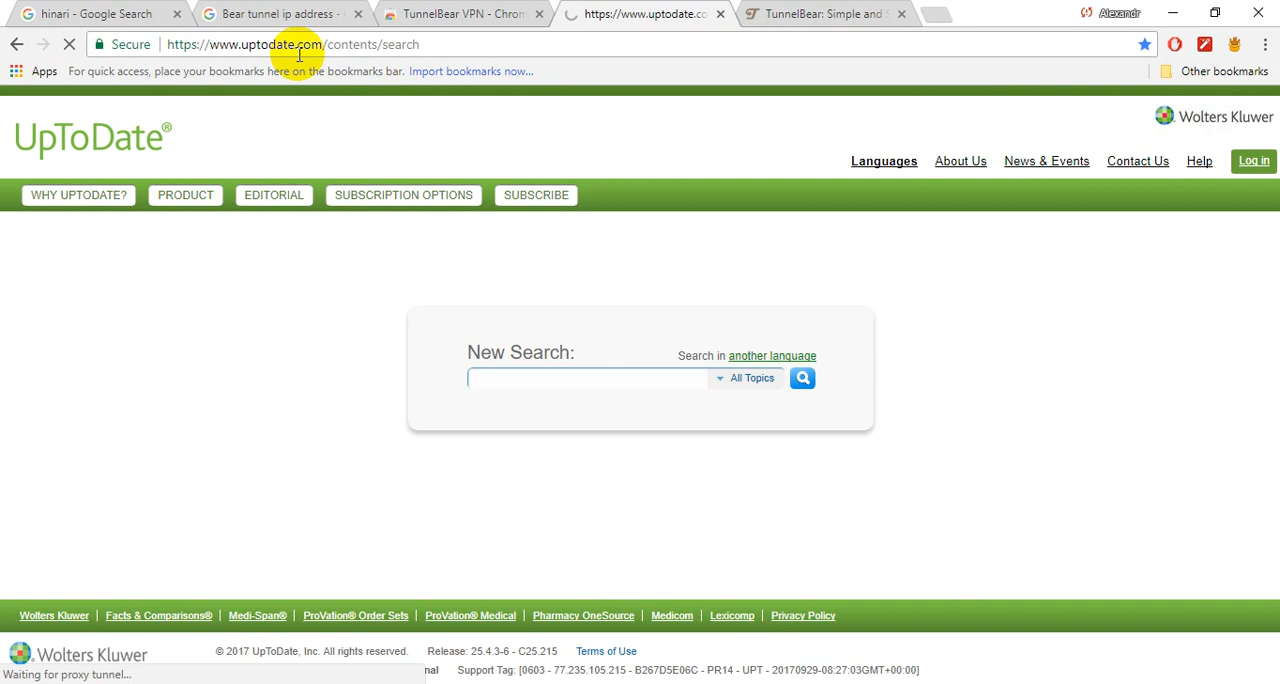 hinari - Google Search
Bear tunnel ip address -
TunnelBear VPN - Chrom
https://www.uptodate.co
TunnelBear: Simple and S
Alexandr
Secure
https://www.uptodate.com/contents/search
Apps
For quick access, place your bookmarks here on the bookmarks bar. Import bookmarks now...
Other bookmarks
UpToDate®
Wolters Kluwer
Languages About Us News & Events Contact Us Help Log in
WHY UPTODATE? PRODUCT EDITORIAL SUBSCRIPTION OPTIONS SUBSCRIBE
New Search:
Search in another language
All Topics
Wolters Kluwer | Facts & Comparisons® | Medi-Span® | ProVation® Order Sets | ProVation® Medical | Pharmacy OneSource | Medicom | Lexicomp | Privacy Policy
Wolters Kluwer
© 2017 UpToDate, Inc. All rights reserved. Release: 25.4.3-6 - C25.215 Terms of Use
nal Support Tag: [0603 - 77.235.105.215 - B267D5E06C - PR14 - UPT - 20170929-08:27:03GMT+00:00]
Waiting for proxy tunnel...